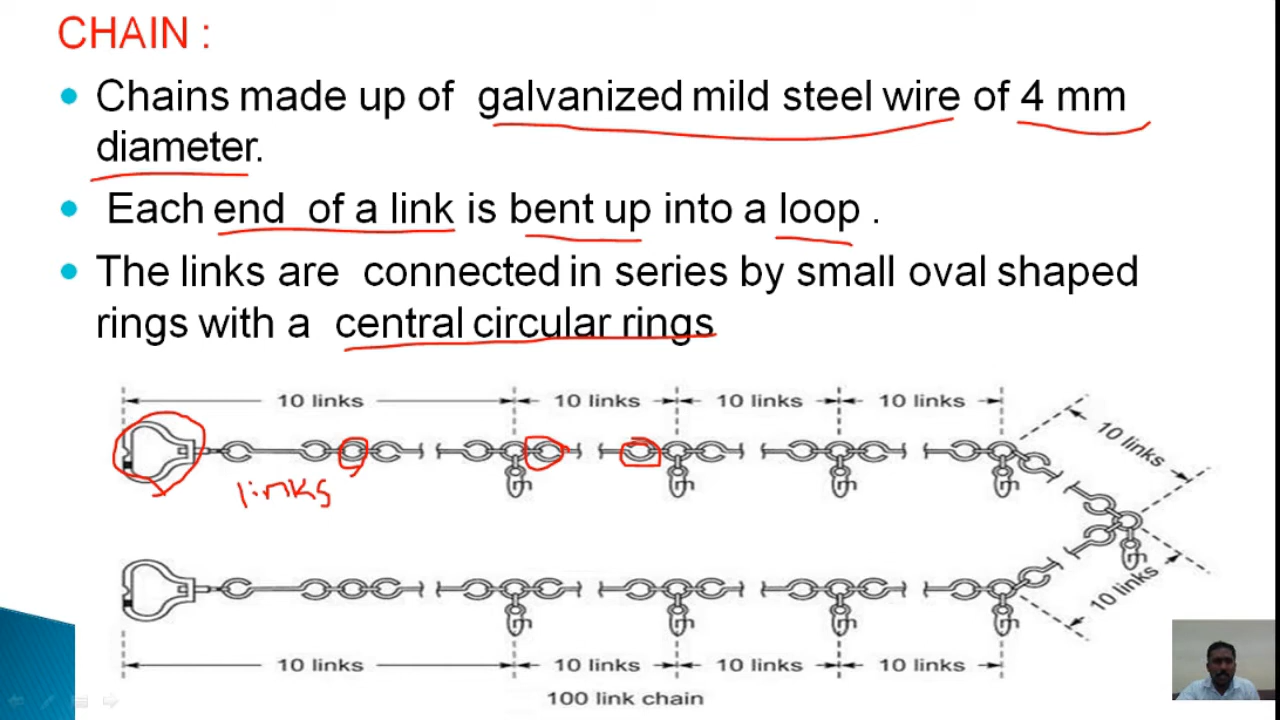 CHAIN :
• Chains made up of galvanized mild steel wire of 4 mm
diameter.
• Each end of a link is bent up into a loop .
• The links are connected in series by small oval shaped
rings with a central circular rings
10 links 10 links 10 links 10 links
10 links
links
10 links
10 links 10 links 10 links 10 links
100 link chain